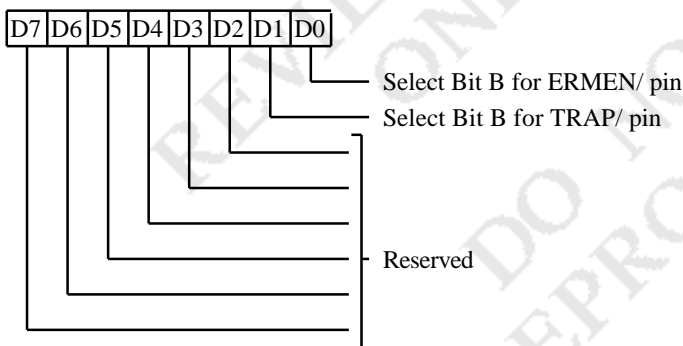 D7 D6 D5 D4 D3 D2 D1 D0
Select Bit B for ERMEN/ pin
Select Bit B for TRAP/ pin
Reserved